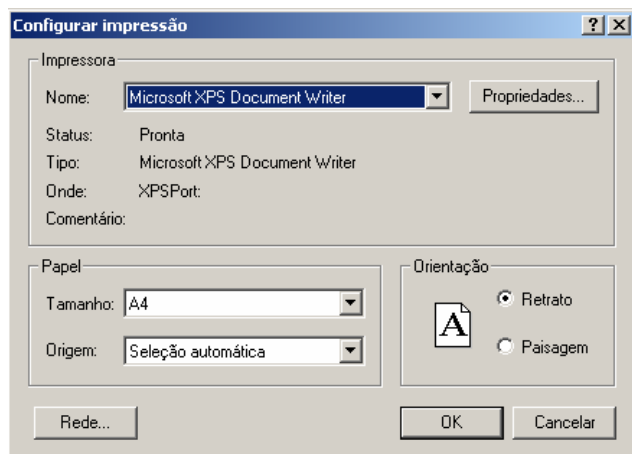 Configurar impressão
Impressora
Nome: Microsoft XPS Document Writer Propriedades...
Status: Pronta
Tipo: Microsoft XPS Document Writer
Onde: XPSPort:
Comentário:
Papel
Tamanho: A4
Origem: Seleção automática
Orientação
A
Retrato
Paisagem
Rede... OK Cancelar